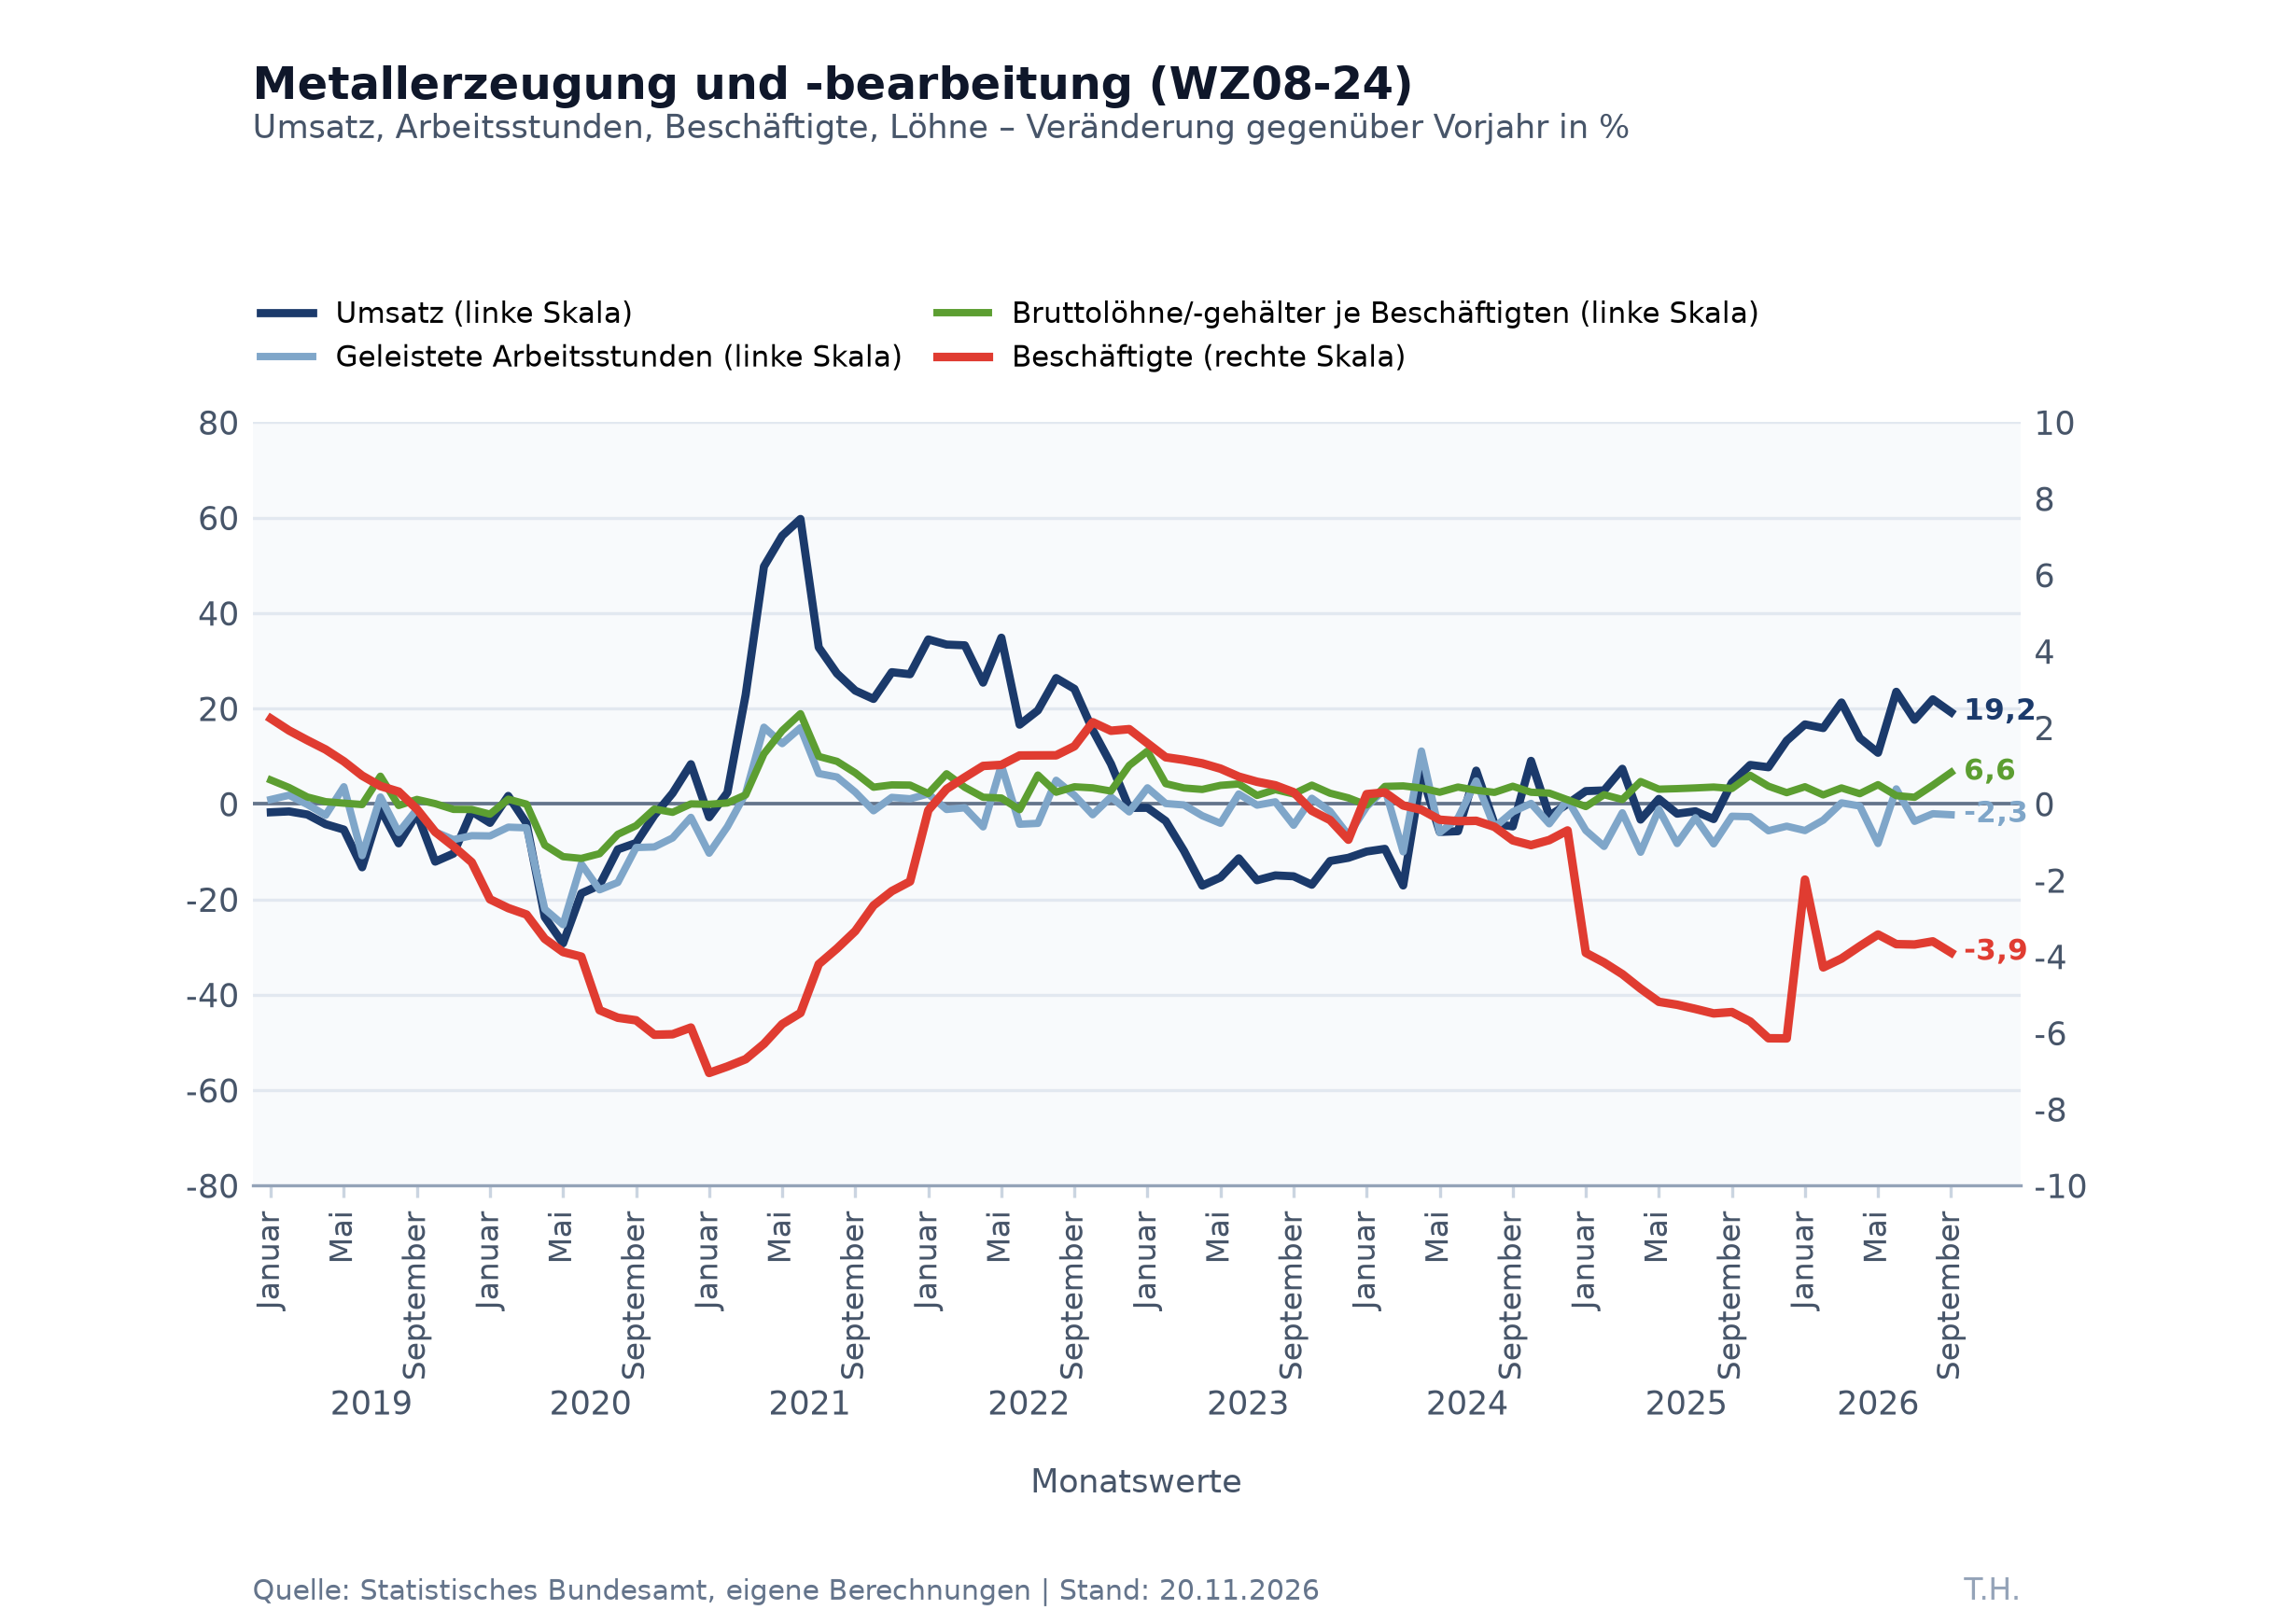 Metallerzeugung und -bearbeitung (WZ08-24)
Umsatz, Arbeitsstunden, Beschäftigte, Löhne – Veränderung gegenüber Vorjahr in %
Umsatz (linke Skala)
Bruttolöhne/-gehälter je Beschäftigten (linke Skala)
Geleistete Arbeitsstunden (linke Skala)
Beschäftigte (rechte Skala)
80
60
40
20
0
-20
-40
-60
-80
10
8
6
4
2
0
-2
-4
-6
-8
-10
19,2
6,6
-2,3
-3,9
Januar
Mai
September
Januar
Mai
September
Januar
Mai
September
Januar
Mai
September
Januar
Mai
September
Januar
Mai
September
Januar
Mai
September
Januar
Mai
September
2019
2020
2021
2022
2023
2024
2025
2026
Monatswerte
Quelle: Statistisches Bundesamt, eigene Berechnungen | Stand: 20.11.2026
T.H.